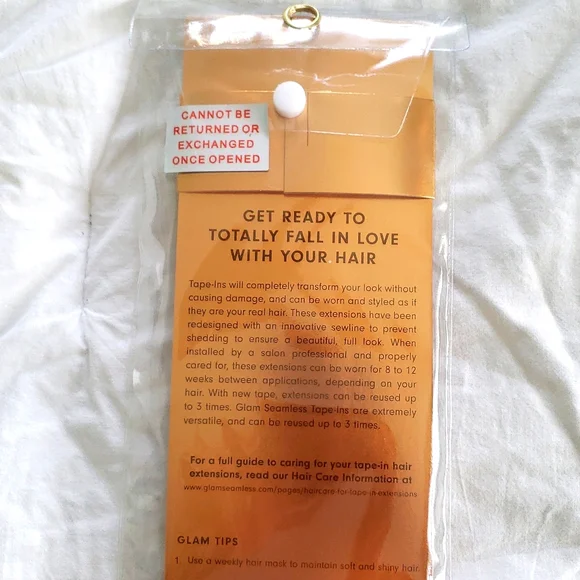 CANNOT BE
RETURNED OR
EXCHANGED
ONCE OPENED
GET READY TO
TOTALLY FALL IN LOVE
WITH YOUR HAIR
Tape-Ins will completely transform your look without
causing damage, and can be worn and styled as if
they are your real hair. These extensions have been
redesigned with an innovative sewline to prevent
shedding to ensure a beautiful, full look. When
installed by a salon professional and properly
cared for, these extensions can be worn for 8 to 12
weeks between applications, depending on your
hair. With new tape, extensions can be reused up
to 3 times. Glam Seamless Tape-Ins are extremely
versatile, and can be reused up to 3 times.
For a full guide to caring for your tape-in hair
extensions, read our Hair Care Information at
www.glamseamless.com/pages/haircare-for-tape-in-extensions
GLAM TIPS
1. Use a weekly hair mask to maintain soft and shiny hair